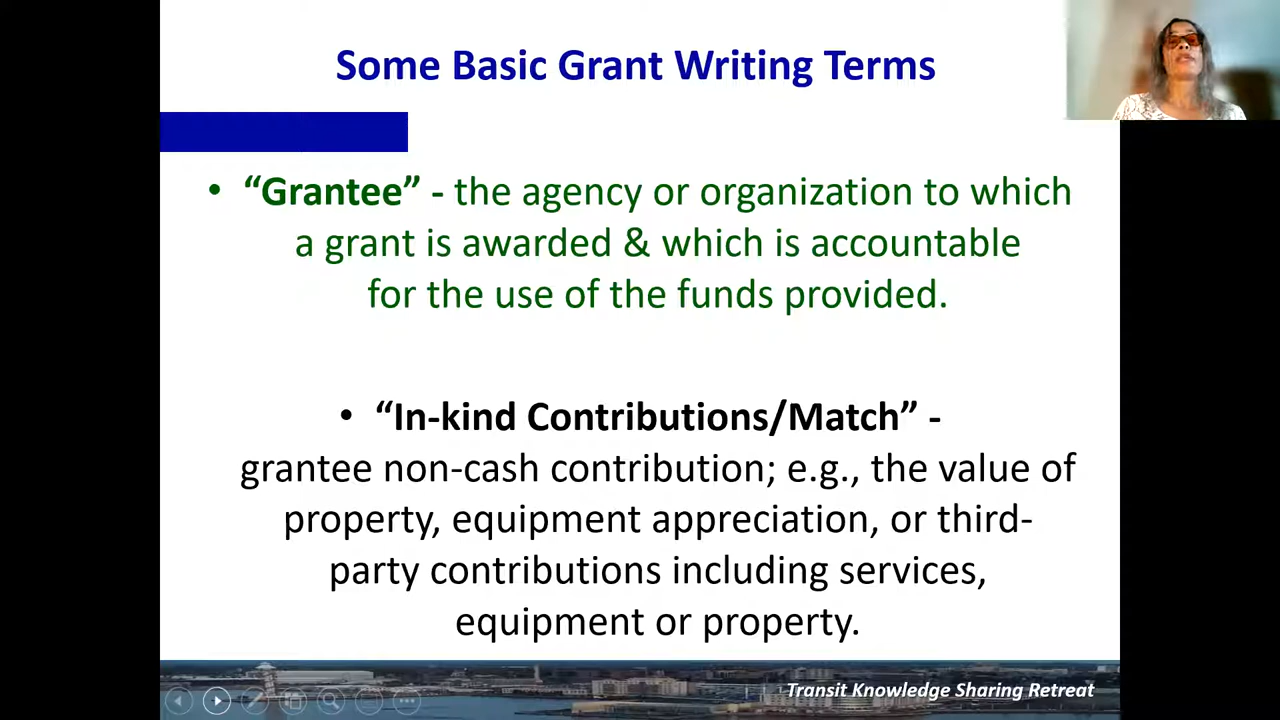 Some Basic Grant Writing Terms
• “Grantee” - the agency or organization to which
a grant is awarded & which is accountable
for the use of the funds provided.
• “In-kind Contributions/Match” -
grantee non-cash contribution; e.g., the value of
property, equipment appreciation, or third-
party contributions including services,
equipment or property.
Transit Knowledge Sharing Retreat